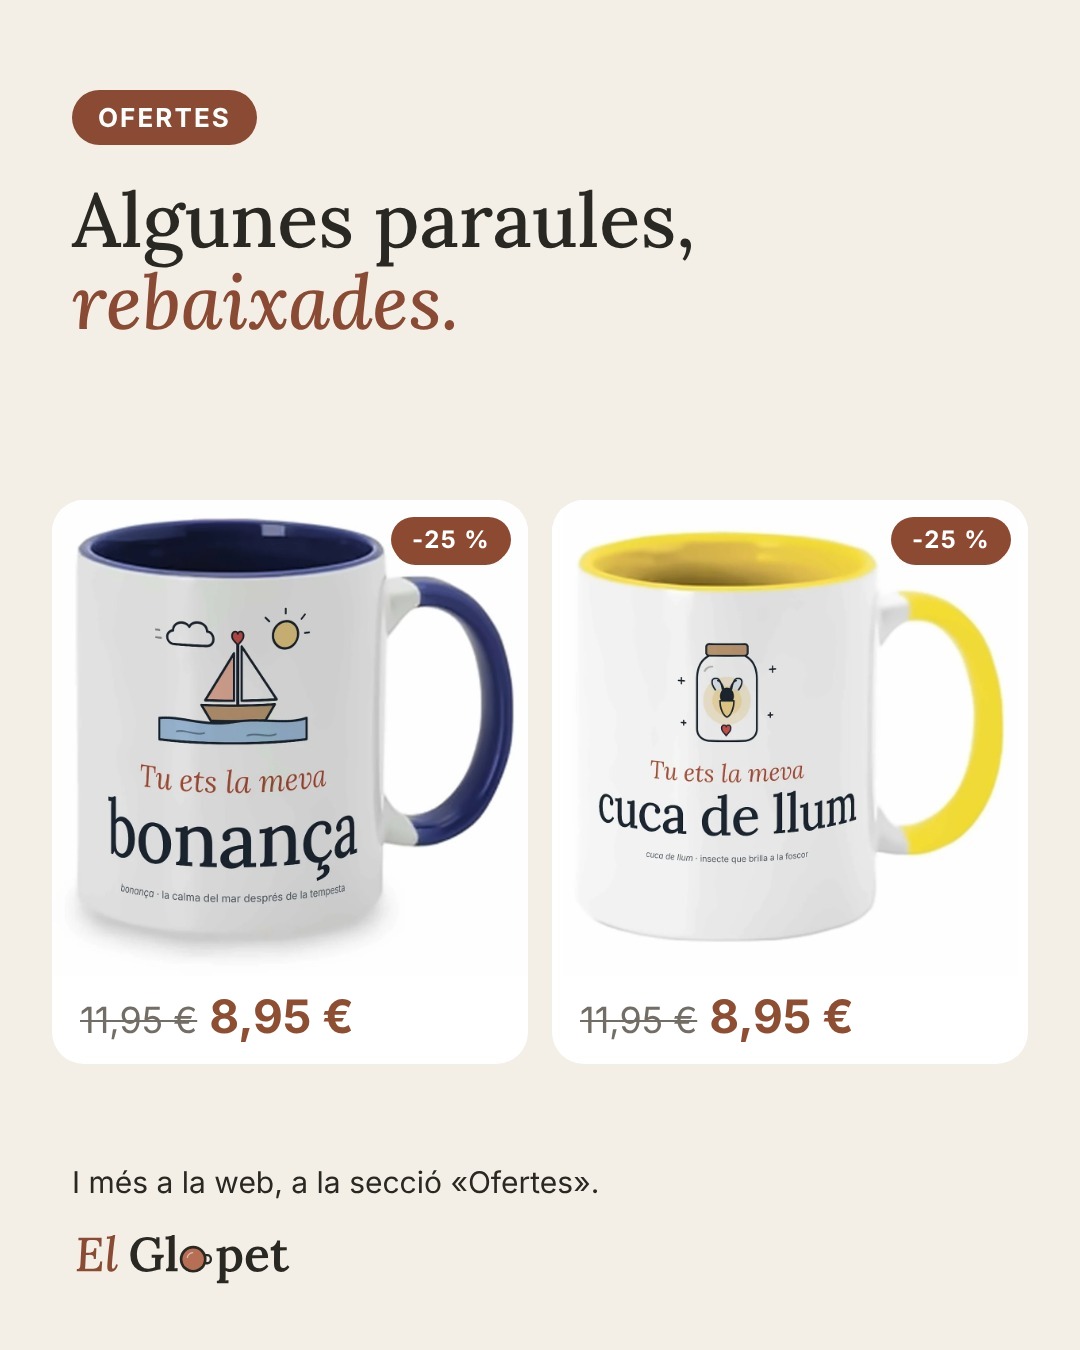 OFERTES
Algunes paraules,
rebaixades.
-25 %
Tu ets la meva
bonança
bonança · la calma del mar després de la tempesta
11,95 € 8,95 €
-25 %
Tu ets la meva
cuca de llum
cuca de llum · insecte que brilla a la foscor
11,95 € 8,95 €
I més a la web, a la secció «Ofertes».
El Glopet